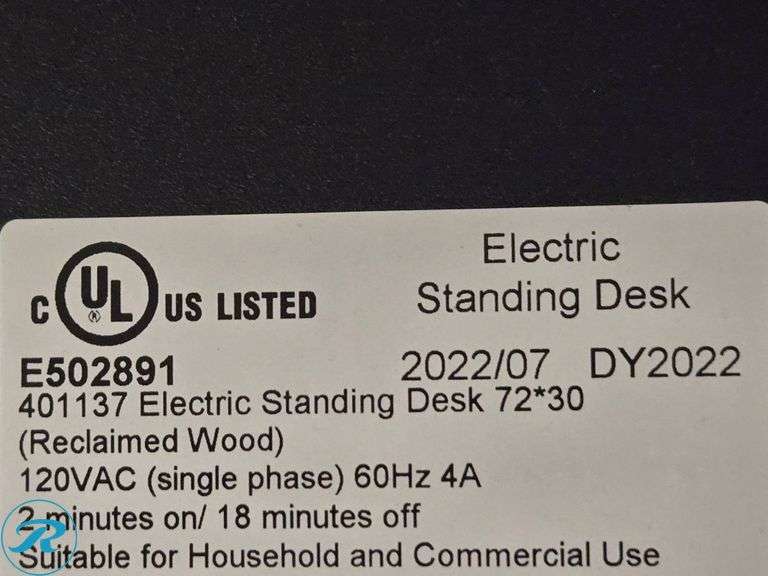 Electric
Standing Desk
C UL ® US LISTED
E502891
2022/07 DY2022
401137 Electric Standing Desk 72*30
(Reclaimed Wood)
120VAC (single phase) 60Hz 4A
2 minutes on/ 18 minutes off
Suitable for Household and Commercial Use
R